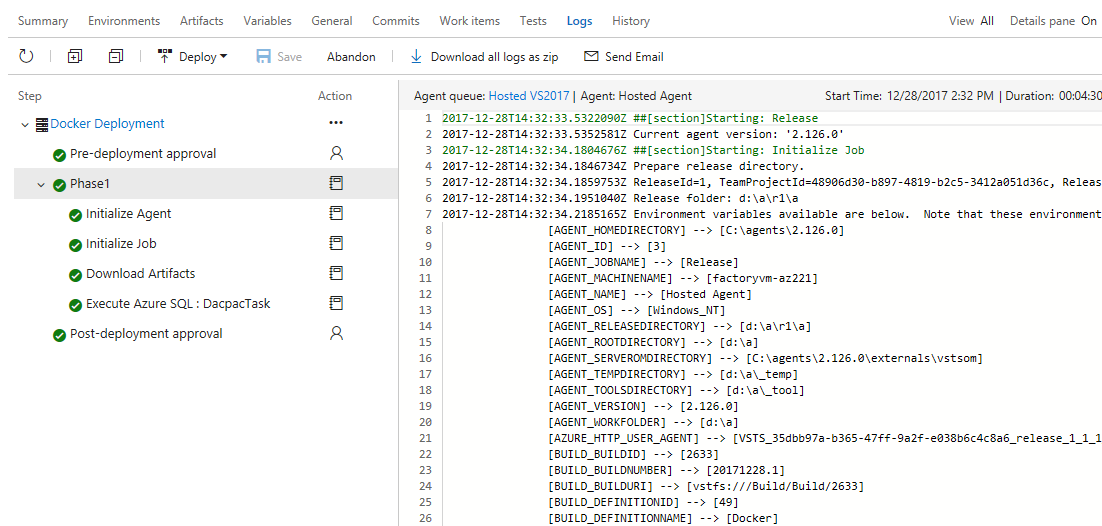 Summary Environments Artifacts Variables General Commits Work items Tests Logs History View All Details pane On
Deploy Save Abandon Download all logs as zip Send Email
Step Action
Docker Deployment
Pre-deployment approval
Phase1
Initialize Agent
Initialize Job
Download Artifacts
Execute Azure SQL : DacpacTask
Post-deployment approval
Agent queue: Hosted VS2017 | Agent: Hosted Agent Start Time: 12/28/2017 2:32 PM | Duration: 00:04:30
1 2017-12-28T14:32:33.5322090Z ##[section]Starting: Release
2 2017-12-28T14:32:33.5352581Z Current agent version: '2.126.0'
3 2017-12-28T14:32:34.1804676Z ##[section]Starting: Initialize Job
4 2017-12-28T14:32:34.1846734Z Prepare release directory.
5 2017-12-28T14:32:34.1859753Z ReleaseId=1, TeamProjectId=48906d30-b897-4819-b2c5-3412a051d36c, Releas
6 2017-12-28T14:32:34.1951040Z Release folder: d:\a\r1\a
7 2017-12-28T14:32:34.2185165Z Environment variables available are below.  Note that these environment
8 [AGENT_HOMEDIRECTORY] --> [C:\agents\2.126.0]
9 [AGENT_ID] --> [3]
10 [AGENT_JOBNAME] --> [Release]
11 [AGENT_MACHINENAME] --> [factoryvm-az221]
12 [AGENT_NAME] --> [Hosted Agent]
13 [AGENT_OS] --> [Windows_NT]
14 [AGENT_RELEASEDIRECTORY] --> [d:\a\r1\a]
15 [AGENT_ROOTDIRECTORY] --> [d:\a]
16 [AGENT_SERVEROMDIRECTORY] --> [C:\agents\2.126.0\externals\vstsom]
17 [AGENT_TEMPDIRECTORY] --> [d:\a\_temp]
18 [AGENT_TOOLSDIRECTORY] --> [d:\a\_tool]
19 [AGENT_VERSION] --> [2.126.0]
20 [AGENT_WORKFOLDER] --> [d:\a]
21 [AZURE_HTTP_USER_AGENT] --> [VSTS_35dbb97a-b365-47ff-9a2f-e038b6c4c8a6_release_1_1_1
22 [BUILD_BUILDID] --> [2633]
23 [BUILD_BUILDNUMBER] --> [20171228.1]
24 [BUILD_BUILDURI] --> [vstfs:///Build/Build/2633]
25 [BUILD_DEFINITIONID] --> [49]
26 [BUILD_DEFINITIONNAME] --> [Docker]